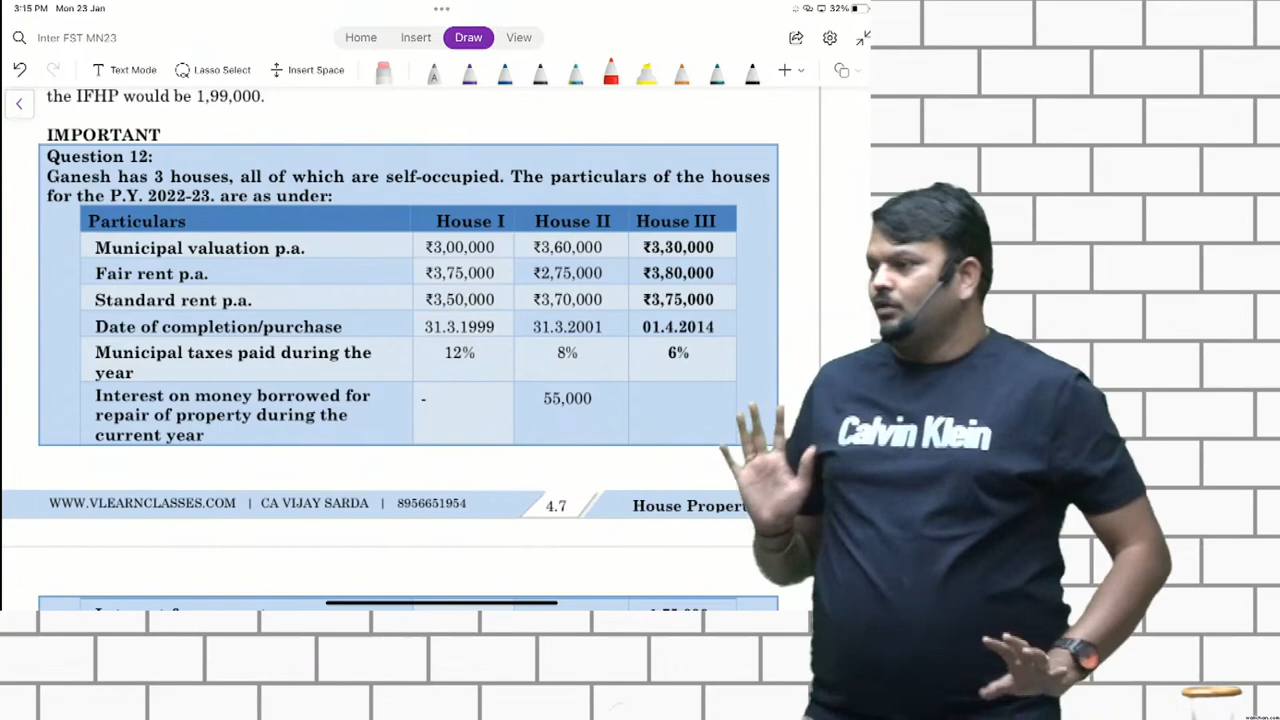 3:15 PM Mon 23 Jan
32%
Inter FST MN23
Home Insert Draw View
Text Mode Lasso Select Insert Space
the IFHP would be 1,99,000.
IMPORTANT
Question 12:
Ganesh has 3 houses, all of which are self-occupied. The particulars of the houses
for the P.Y. 2022-23. are as under:
Particulars House I House II House III
Municipal valuation p.a. ₹3,00,000 ₹3,60,000 ₹3,30,000
Fair rent p.a. ₹3,75,000 ₹2,75,000 ₹3,80,000
Standard rent p.a. ₹3,50,000 ₹3,70,000 ₹3,75,000
Date of completion/purchase 31.3.1999 31.3.2001 01.4.2014
Municipal taxes paid during the 12% 8% 6%
year
Interest on money borrowed for - 55,000
repair of property during the
current year
Calvin Klein
WWW.VLEARNCLASSES.COM | CA VIJAY SARDA | 8956651954 4.7 House Propert